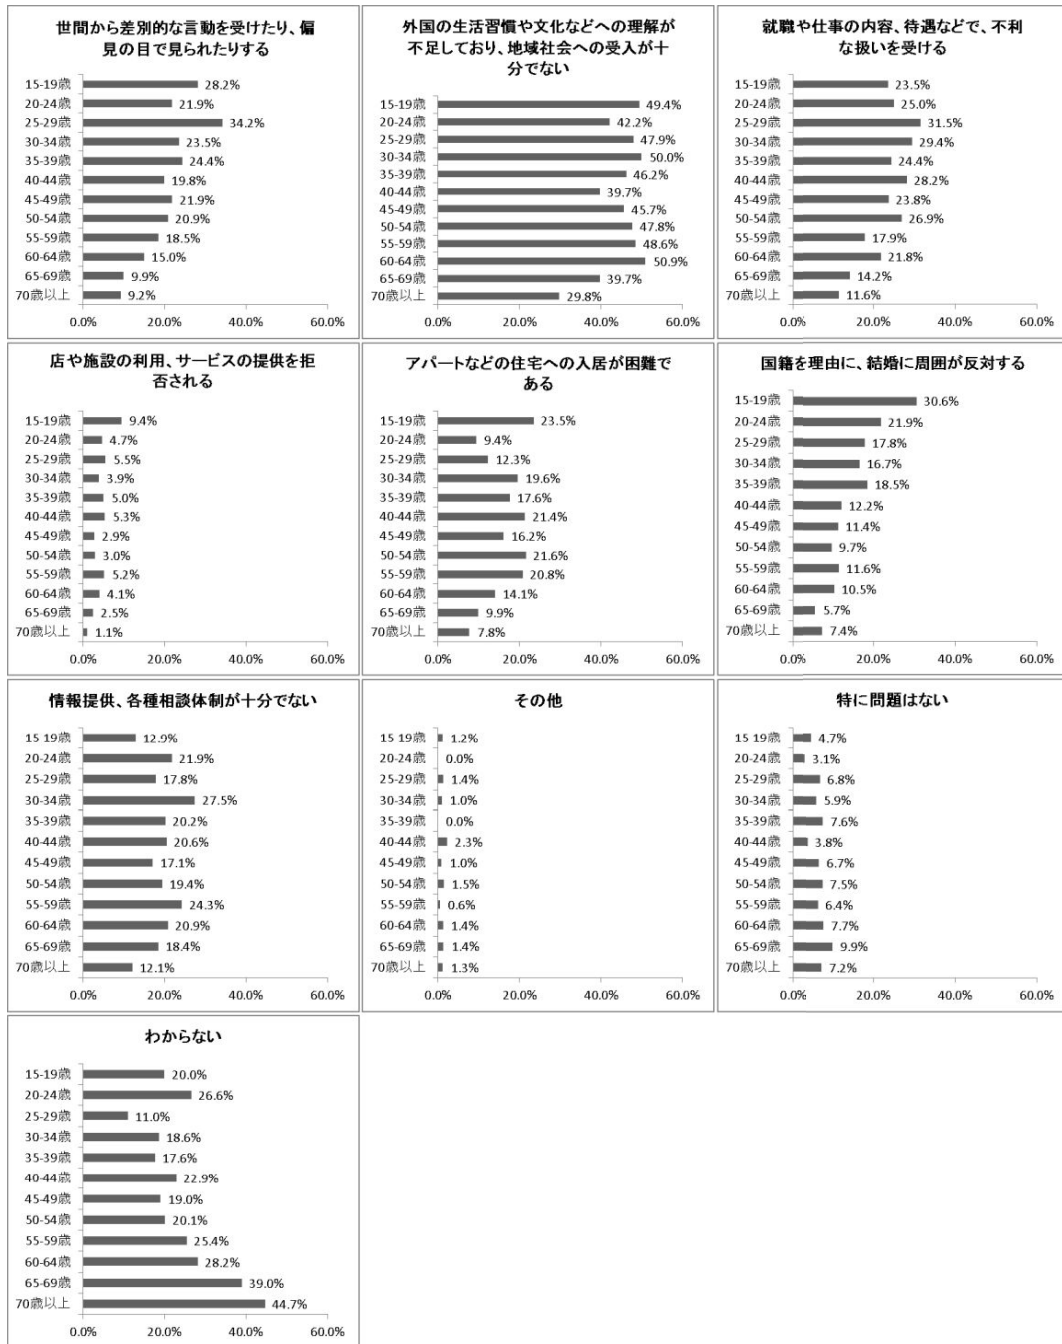 世間から差別的な言動を受けたり、偏
見の目で見られたりする
15-19歳 28.2%
20-24歳 21.9%
25-29歳 34.2%
30-34歳 23.5%
35-39歳 24.4%
40-44歳 19.8%
45-49歳 21.9%
50-54歳 20.9%
55-59歳 18.5%
60-64歳 15.0%
65-69歳 9.9%
70歳以上 9.2%
0.0% 20.0% 40.0% 60.0%
外国の生活習慣や文化などへの理解が
不足しており、地域社会への受入が十
分でない
15-19歳 49.4%
20-24歳 42.2%
25-29歳 47.9%
30-34歳 50.0%
35-39歳 46.2%
40-44歳 39.7%
45-49歳 45.7%
50-54歳 47.8%
55-59歳 48.6%
60-64歳 50.9%
65-69歳 39.7%
70歳以上 29.8%
0.0% 20.0% 40.0% 60.0%
就職や仕事の内容、待遇などで、不利
な扱いを受ける
15-19歳 23.5%
20-24歳 25.0%
25-29歳 31.5%
30-34歳 29.4%
35-39歳 24.4%
40-44歳 28.2%
45-49歳 23.8%
50-54歳 26.9%
55-59歳 17.9%
60-64歳 21.8%
65-69歳 14.2%
70歳以上 11.6%
0.0% 20.0% 40.0% 60.0%
店や施設の利用、サービスの提供を拒
否される
15-19歳 9.4%
20-24歳 4.7%
25-29歳 5.5%
30-34歳 3.9%
35-39歳 5.0%
40-44歳 5.3%
45-49歳 2.9%
50-54歳 3.0%
55-59歳 5.2%
60-64歳 4.1%
65-69歳 2.5%
70歳以上 1.1%
0.0% 20.0% 40.0% 60.0%
アパートなどの住宅への入居が困難で
ある
15-19歳 23.5%
20-24歳 9.4%
25-29歳 12.3%
30-34歳 19.6%
35-39歳 17.6%
40-44歳 21.4%
45-49歳 16.2%
50-54歳 21.6%
55-59歳 20.8%
60-64歳 14.1%
65-69歳 9.9%
70歳以上 7.8%
0.0% 20.0% 40.0% 60.0%
国籍を理由に、結婚に周囲が反対する
15-19歳 30.6%
20-24歳 21.9%
25-29歳 17.8%
30-34歳 16.7%
35-39歳 18.5%
40-44歳 12.2%
45-49歳 11.4%
50-54歳 9.7%
55-59歳 11.6%
60-64歳 10.5%
65-69歳 5.7%
70歳以上 7.4%
0.0% 20.0% 40.0% 60.0%
情報提供、各種相談体制が十分でない
15-19歳 12.9%
20-24歳 21.9%
25-29歳 17.8%
30-34歳 27.5%
35-39歳 20.2%
40-44歳 20.6%
45-49歳 17.1%
50-54歳 19.4%
55-59歳 24.3%
60-64歳 20.9%
65-69歳 18.4%
70歳以上 12.1%
0.0% 20.0% 40.0% 60.0%
その他
15-19歳 1.2%
20-24歳 0.0%
25-29歳 1.4%
30-34歳 1.0%
35-39歳 0.0%
40-44歳 2.3%
45-49歳 1.0%
50-54歳 1.5%
55-59歳 0.6%
60-64歳 1.4%
65-69歳 1.4%
70歳以上 1.3%
0.0% 20.0% 40.0% 60.0%
特に問題はない
15-19歳 4.7%
20-24歳 3.1%
25-29歳 6.8%
30-34歳 5.9%
35-39歳 7.6%
40-44歳 3.8%
45-49歳 6.7%
50-54歳 7.5%
55-59歳 6.4%
60-64歳 7.7%
65-69歳 9.9%
70歳以上 7.2%
0.0% 20.0% 40.0% 60.0%
わからない
15-19歳 20.0%
20-24歳 26.6%
25-29歳 11.0%
30-34歳 18.6%
35-39歳 17.6%
40-44歳 22.9%
45-49歳 19.0%
50-54歳 20.1%
55-59歳 25.4%
60-64歳 28.2%
65-69歳 39.0%
70歳以上 44.7%
0.0% 20.0% 40.0% 60.0%